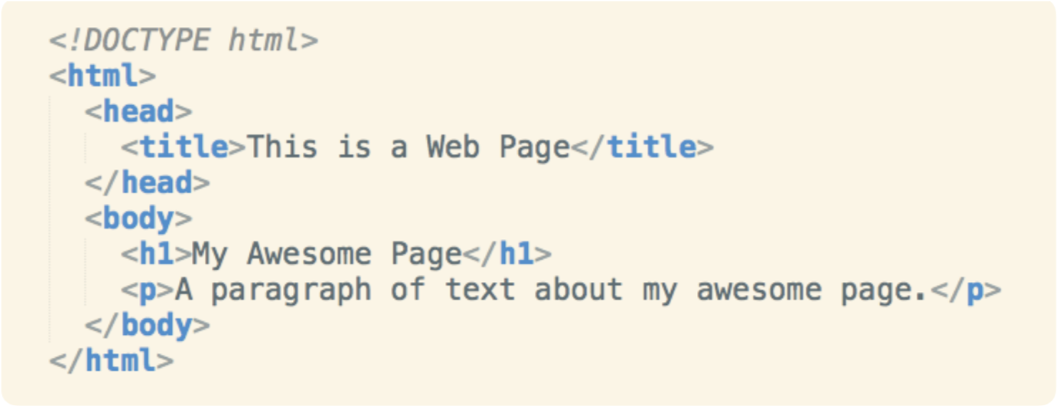 <!DOCTYPE html>
<html>
<head>
<title>This is a Web Page</title>
</head>
<body>
<h1>My Awesome Page</h1>
<p>A paragraph of text about my awesome page.</p>
</body>
</html>